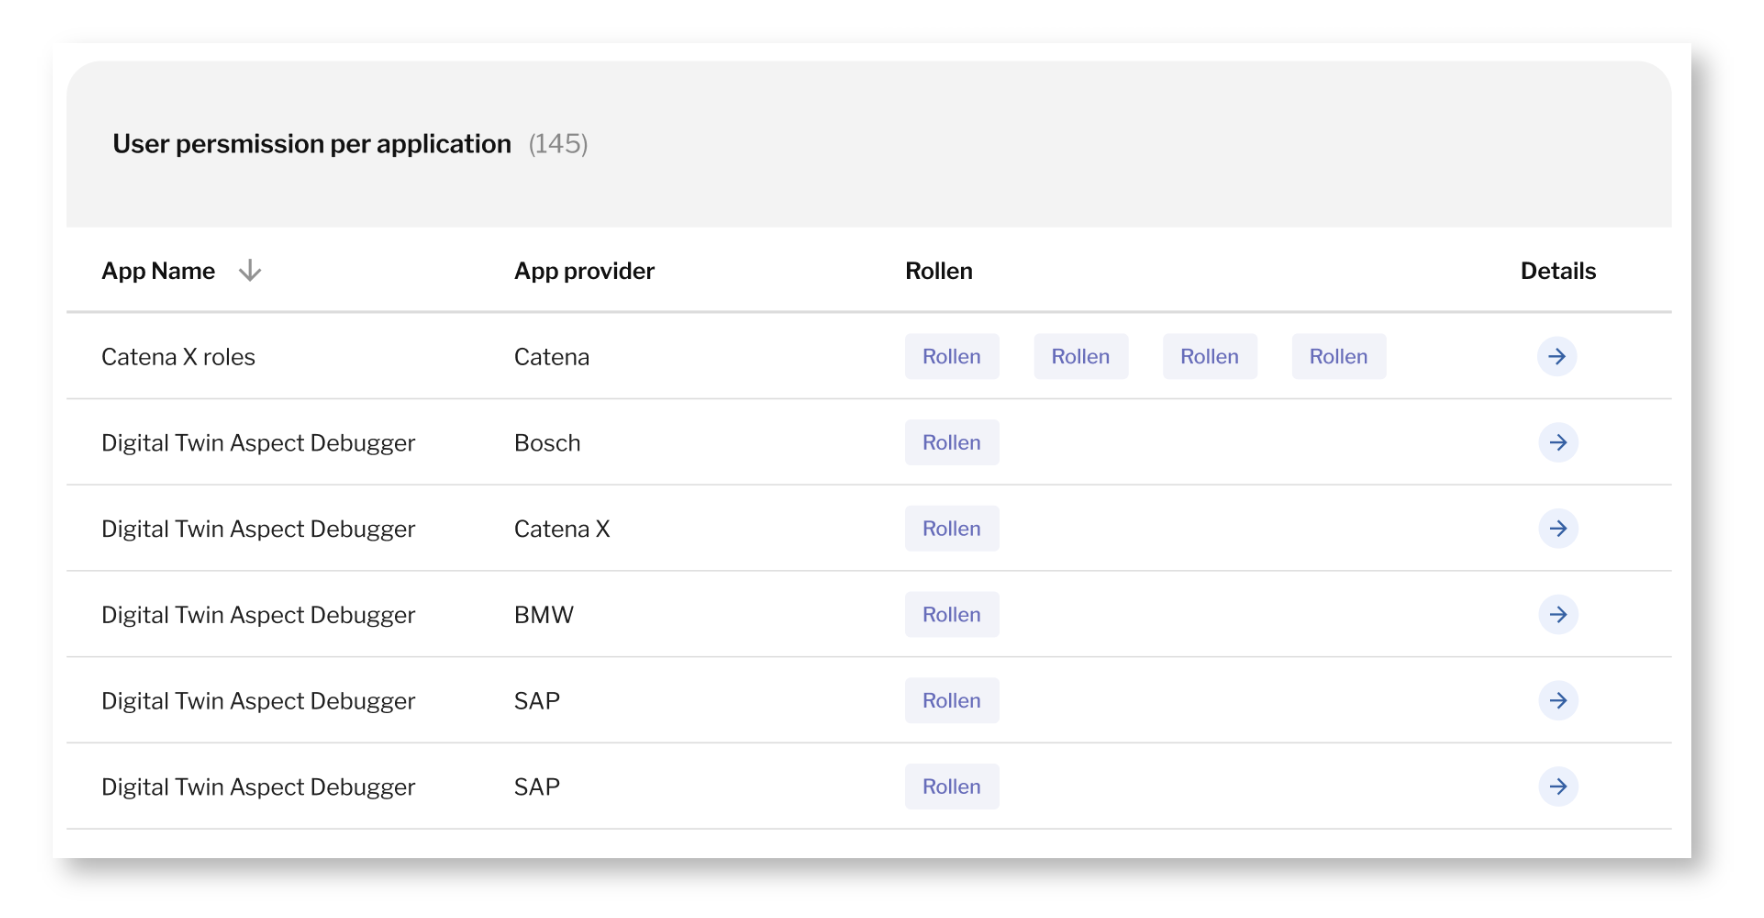 User persmission per application (145)
App Name App provider Rollen Details
Catena X roles Catena Rollen Rollen Rollen Rollen
Digital Twin Aspect Debugger Bosch Rollen
Digital Twin Aspect Debugger Catena X Rollen
Digital Twin Aspect Debugger BMW Rollen
Digital Twin Aspect Debugger SAP Rollen
Digital Twin Aspect Debugger SAP Rollen